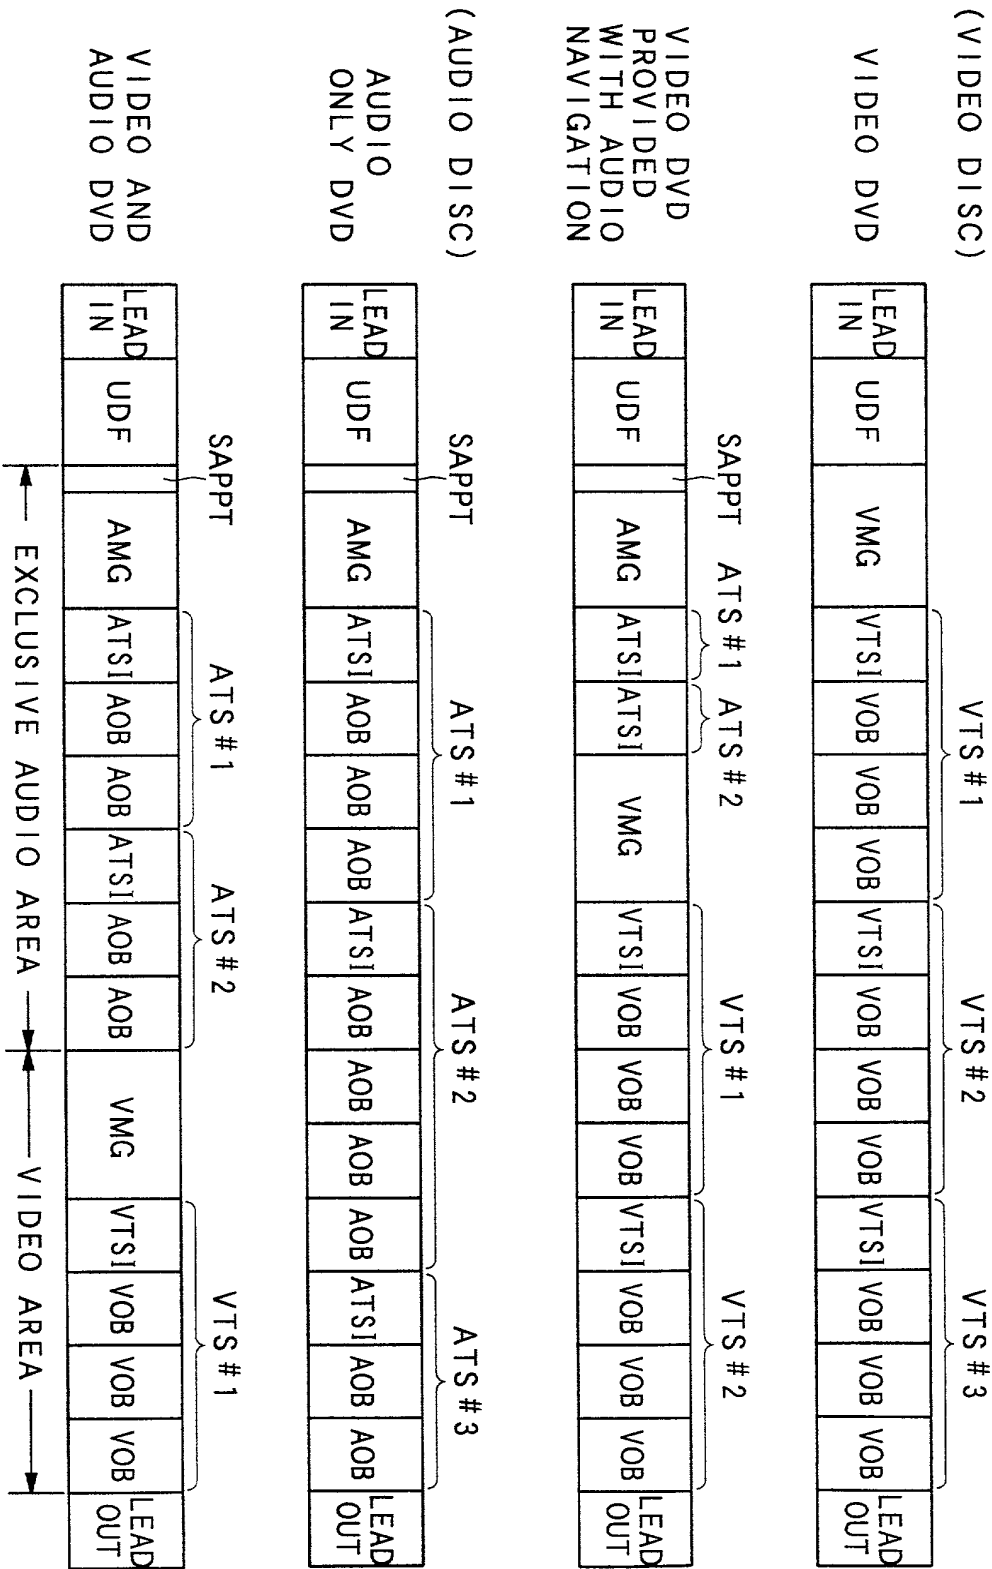 (VIDEO DISC)
VIDEO DVD
VTS#1
VTS#2
VTS#3
LEAD IN
UDF
VMG
VTSI
VOB
VOB
VOB
VTSI
VOB
VOB
VOB
VTSI
VOB
VOB
VOB
LEAD OUT
VIDEO DVD
PROVIDED
WITH AUDIO
NAVIGATION
SAPPT
ATS#1
ATS#2
VTS#1
VTS#2
LEAD IN
UDF
AMG
ATSI
ATSI
VMG
VTSI
VOB
VOB
VOB
VTSI
VOB
VOB
VOB
LEAD OUT
(AUDIO DISC)
AUDIO
ONLY DVD
SAPPT
ATS#1
ATS#2
ATS#3
LEAD IN
UDF
AMG
ATSI
AOB
AOB
AOB
ATSI
AOB
AOB
AOB
AOB
ATSI
AOB
AOB
LEAD OUT
VIDEO AND
AUDIO DVD
SAPPT
ATS#1
ATS#2
VTS#1
LEAD IN
UDF
AMG
ATSI
AOB
AOB
ATSI
AOB
AOB
VMG
VTSI
VOB
VOB
VOB
LEAD OUT
EXCLUSIVE AUDIO AREA
VIDEO AREA